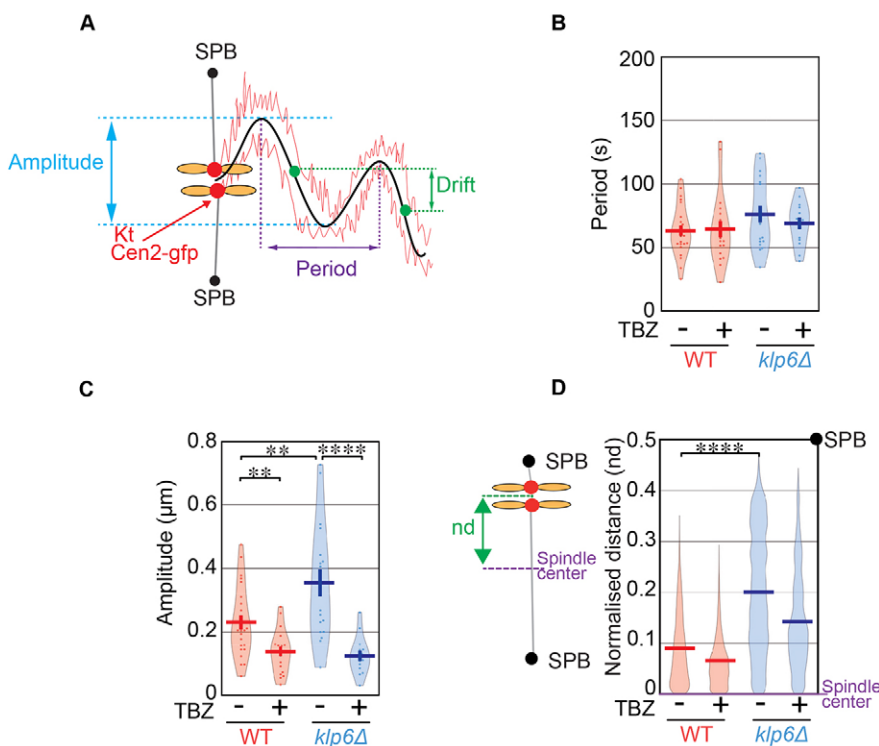 A
SPB
Amplitude
Drift
Kt
Cen2-gfp
Period
SPB
B
Period (s)
200
150
100
50
0
TBZ - + - +
WT klp6Δ
C
Amplitude (μm)
0.8
0.6
0.4
0.2
0
** ****
**
TBZ - + - +
WT klp6Δ
D
SPB
nd
Spindle
center
SPB
Normalised distance (nd)
0.5
0.4
0.3
0.2
0.1
0
****
SPB
Spindle
center
TBZ - + - +
WT klp6Δ